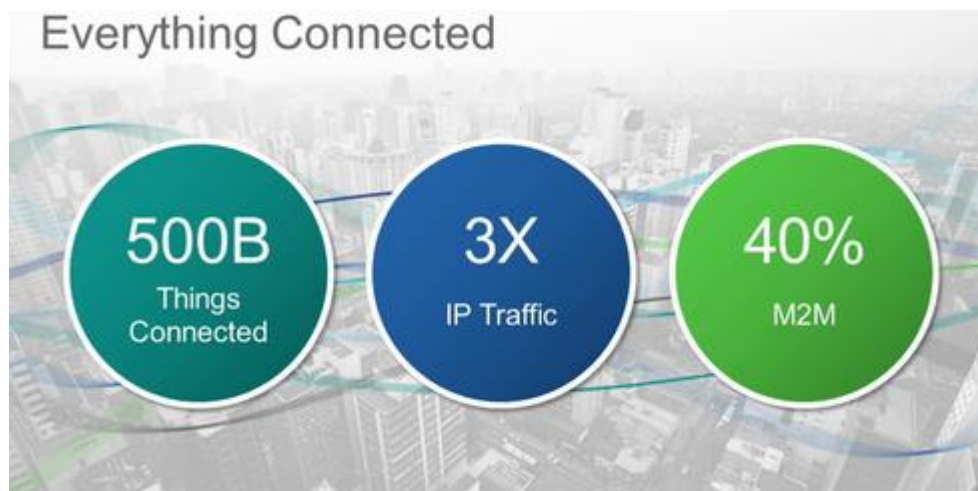 Everything Connected
500B
Things
Connected
3X
IP Traffic
40%
M2M